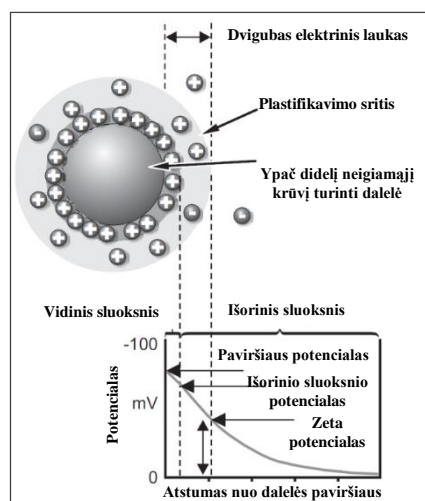 Dvigubas elektrinis laukas
Plastifikavimo sritis
Ypač didelį neigiamąjį
krūvį turinti dalelė
Vidinis sluoksnis
Išorinis sluoksnis
-100
Paviršiaus potencialas
Išorinio sluoksnio
potencialas
Potencialas
mV
Zeta
potencialas
0
Atstumas nuo dalelės paviršiaus